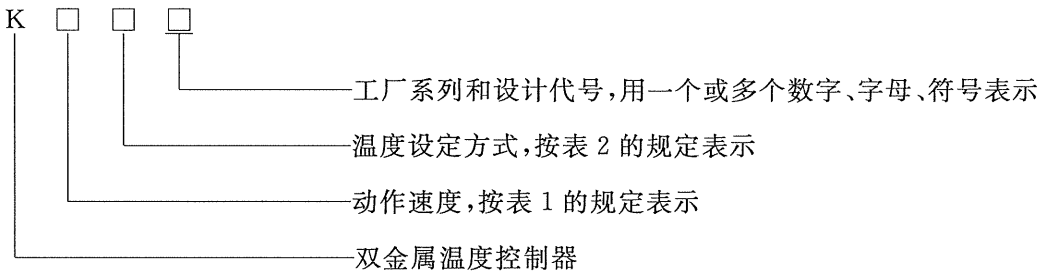 K □ □ □
工厂系列和设计代号,用一个或多个数字、字母、符号表示
温度设定方式,按表 2 的规定表示
动作速度,按表 1 的规定表示
双金属温度控制器